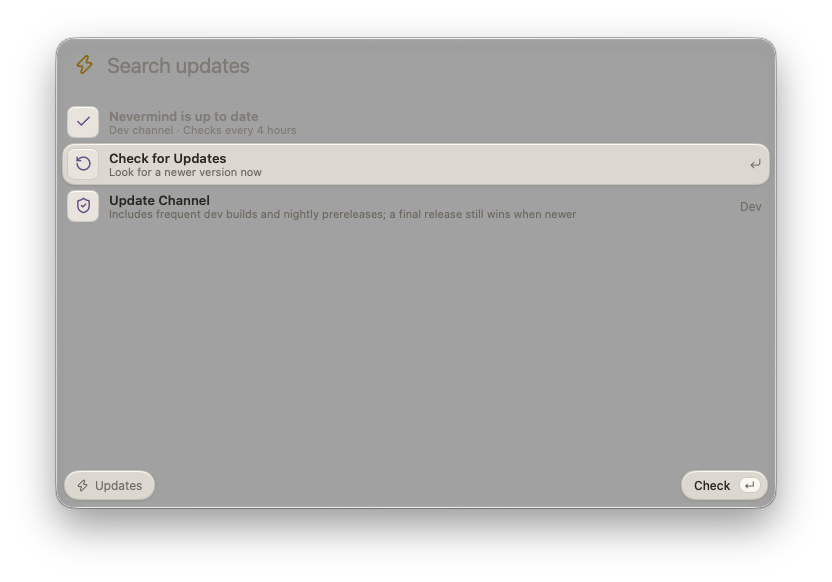 Search updates
Nevermind is up to date
Dev channel · Checks every 4 hours
Check for Updates
Look for a newer version now
Update Channel
Includes frequent dev builds and nightly prereleases; a final release still wins when newer
Dev
Updates
Check